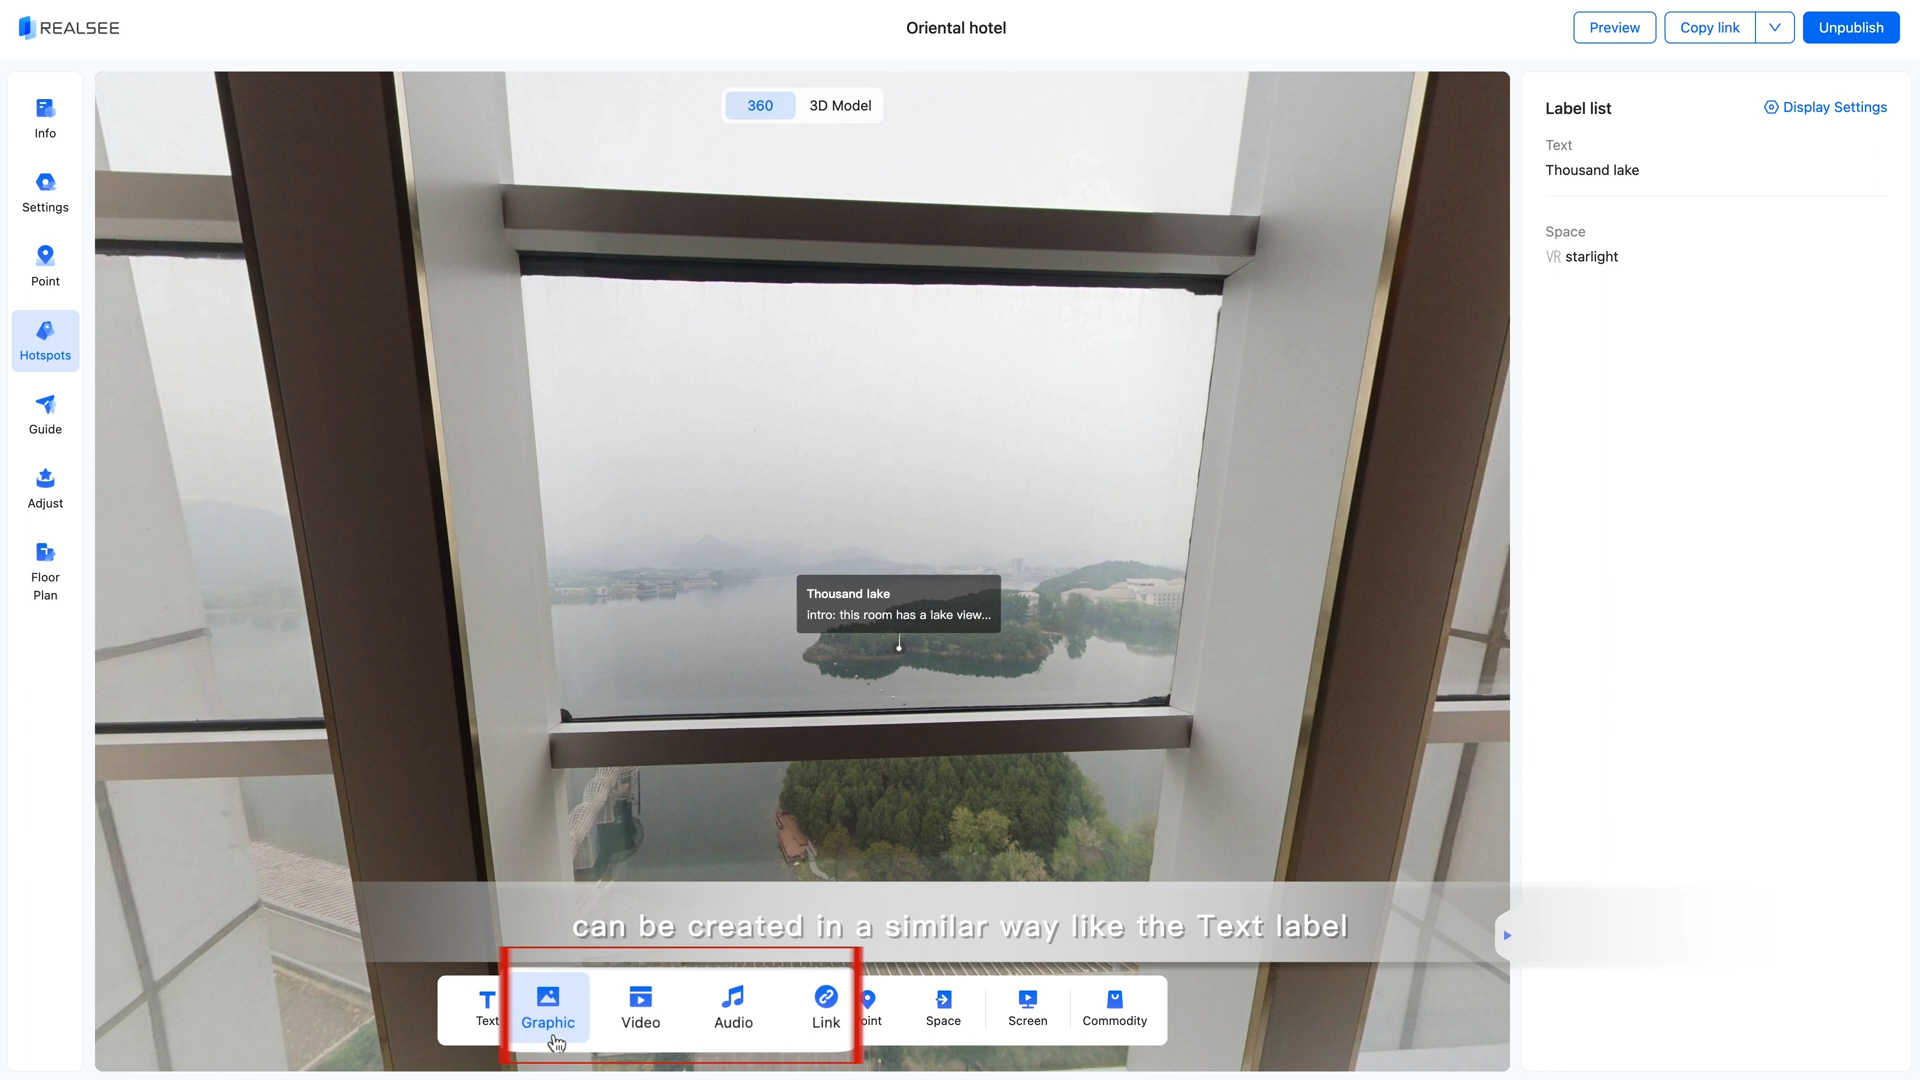 REALSEE
Oriental hotel
Preview
Copy link
Unpublish
Info
Settings
Point
Hotspots
Guide
Adjust
Floor
Plan
360
3D Model
Thousand lake
intro: this room has a lake view...
can be created in a similar way like the Text label
Text
Graphic
Video
Audio
Link
oint
Space
Screen
Commodity
Label list
Display Settings
Text
Thousand lake
Space
VR starlight